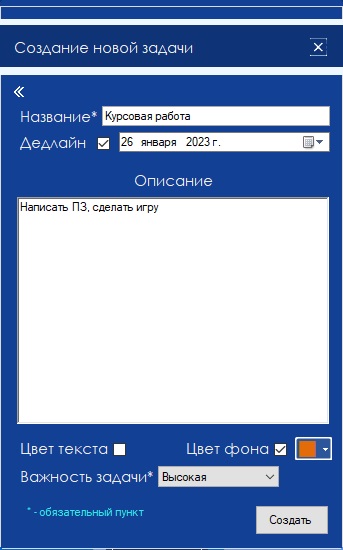 Создание новой задачи
Название* Курсовая работа
Дедлайн 26 января 2023 г.
Описание
Написать ПЗ, сделать игру
Цвет текста Цвет фона
Важность задачи* Высокая
* - обязательный пункт
Создать